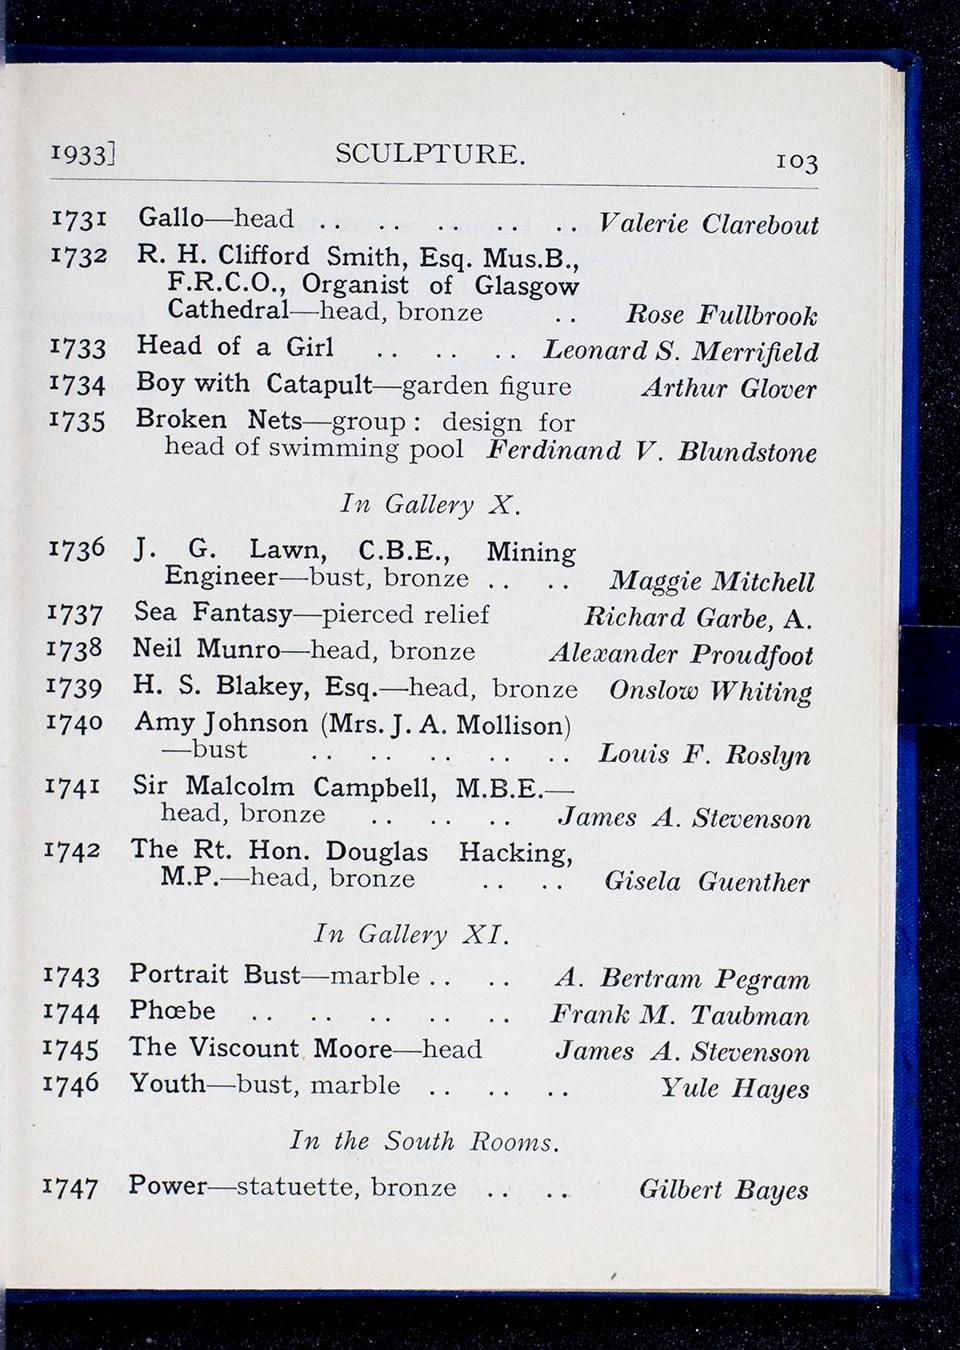 1933] SCULPTURE. 103
1731 Gallo—head .. .. .. .. .. Valerie Clarebout
1732 R. H. Clifford Smith, Esq. Mus.B.,
F.R.C.O., Organist of Glasgow
Cathedral—head, bronze .. Rose Fullbrook
1733 Head of a Girl .. .. .. Leonard S. Merrifield
1734 Boy with Catapult—garden figure Arthur Glover
1735 Broken Nets—group : design for
head of swimming pool Ferdinand V. Blundstone
In Gallery X.
1736 J. G. Lawn, C.B.E., Mining
Engineer—bust, bronze .. .. Maggie Mitchell
1737 Sea Fantasy—pierced relief Richard Garbe, A.
1738 Neil Munro—head, bronze Alexander Proudfoot
1739 H. S. Blakey, Esq.—head, bronze Onslow Whiting
1740 Amy Johnson (Mrs. J. A. Mollison)
—bust .. .. .. .. .. Louis F. Roslyn
1741 Sir Malcolm Campbell, M.B.E.—
head, bronze .. .. .. James A. Stevenson
1742 The Rt. Hon. Douglas Hacking,
M.P.—head, bronze .. .. Gisela Guenther
In Gallery XI.
1743 Portrait Bust—marble .. .. A. Bertram Pegram
1744 Phœbe .. .. .. .. .. Frank M. Taubman
1745 The Viscount Moore—head James A. Stevenson
1746 Youth—bust, marble .. .. .. Yule Hayes
In the South Rooms.
1747 Power—statuette, bronze .. .. Gilbert Bayes